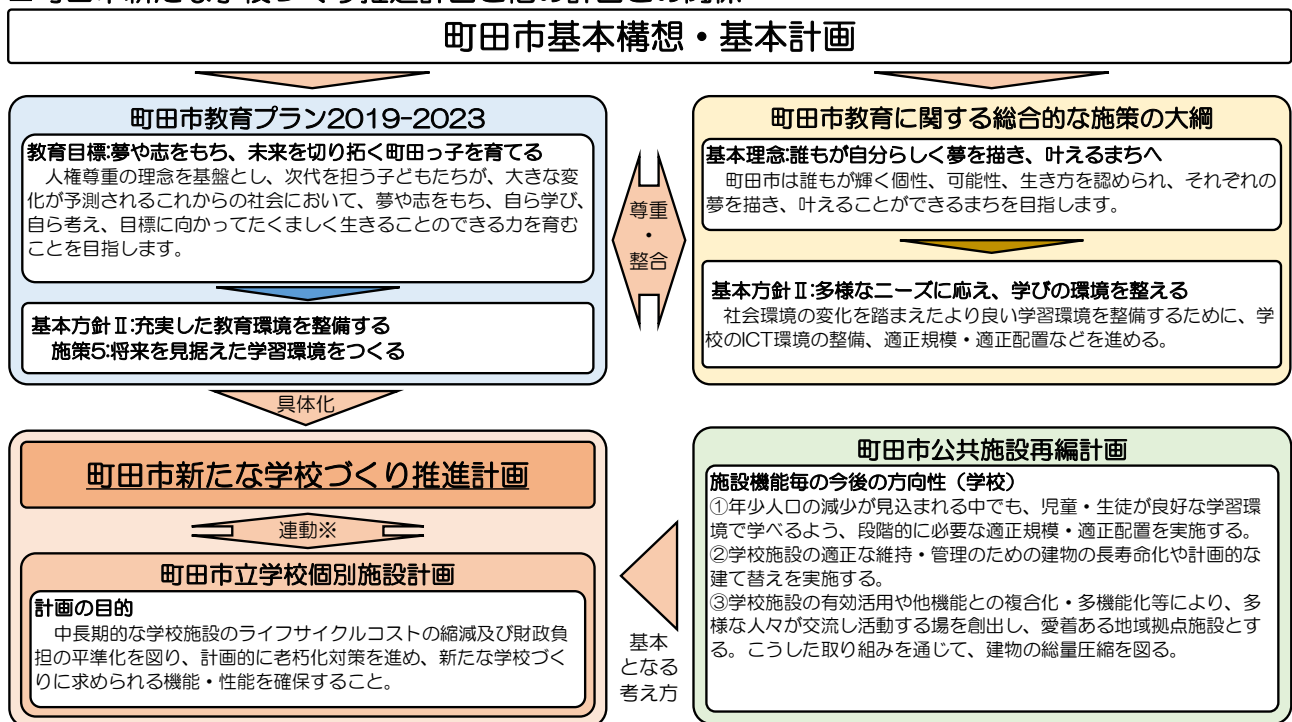 ■町田市新たな学校づくり推進計画と他の計画との関係
町田市基本構想・基本計画
町田市教育プラン2019-2023
教育目標:夢や志をもち、未来を切り拓く町田っ子を育てる
人権尊重の理念を基盤とし、次代を担う子どもたちが、大きな変
化が予測されるこれからの社会において、夢や志をもち、自ら学び、
自ら考え、目標に向かってたくましく生きることのできる力を育む
ことを目指します。
基本方針Ⅱ:充実した教育環境を整備する
施策5:将来を見据えた学習環境をつくる
尊重
・
整合
町田市教育に関する総合的な施策の大綱
基本理念:誰もが自分らしく夢を描き、叶えるまちへ
町田市は誰もが輝く個性、可能性、生き方を認められ、それぞれの
夢を描き、叶えることができるまちを目指します。
基本方針Ⅱ:多様なニーズに応え、学びの環境を整える
社会環境の変化を踏まえたより良い学習環境を整備するために、学
校のICT環境の整備、適正規模・適正配置などを進める。
具体化
町田市新たな学校づくり推進計画
連動※
町田市立学校個別施設計画
計画の目的
中長期的な学校施設のライフサイクルコストの縮減及び財政負
担の平準化を図り、計画的に老朽化対策を進め、新たな学校づく
りに求められる機能・性能を確保すること。
基本
となる
考え方
町田市公共施設再編計画
施設機能毎の今後の方向性（学校）
①年少人口の減少が見込まれる中でも、児童・生徒が良好な学習環
境で学べるよう、段階的に必要な適正規模・適正配置を実施する。
②学校施設の適正な維持・管理のための建物の長寿命化や計画的な
建て替えを実施する。
③学校施設の有効活用や他機能との複合化・多機能化等により、多
様な人々が交流し活動する場を創出し、愛着ある地域拠点施設とす
る。こうした取り組みを通じて、建物の総量圧縮を図る。